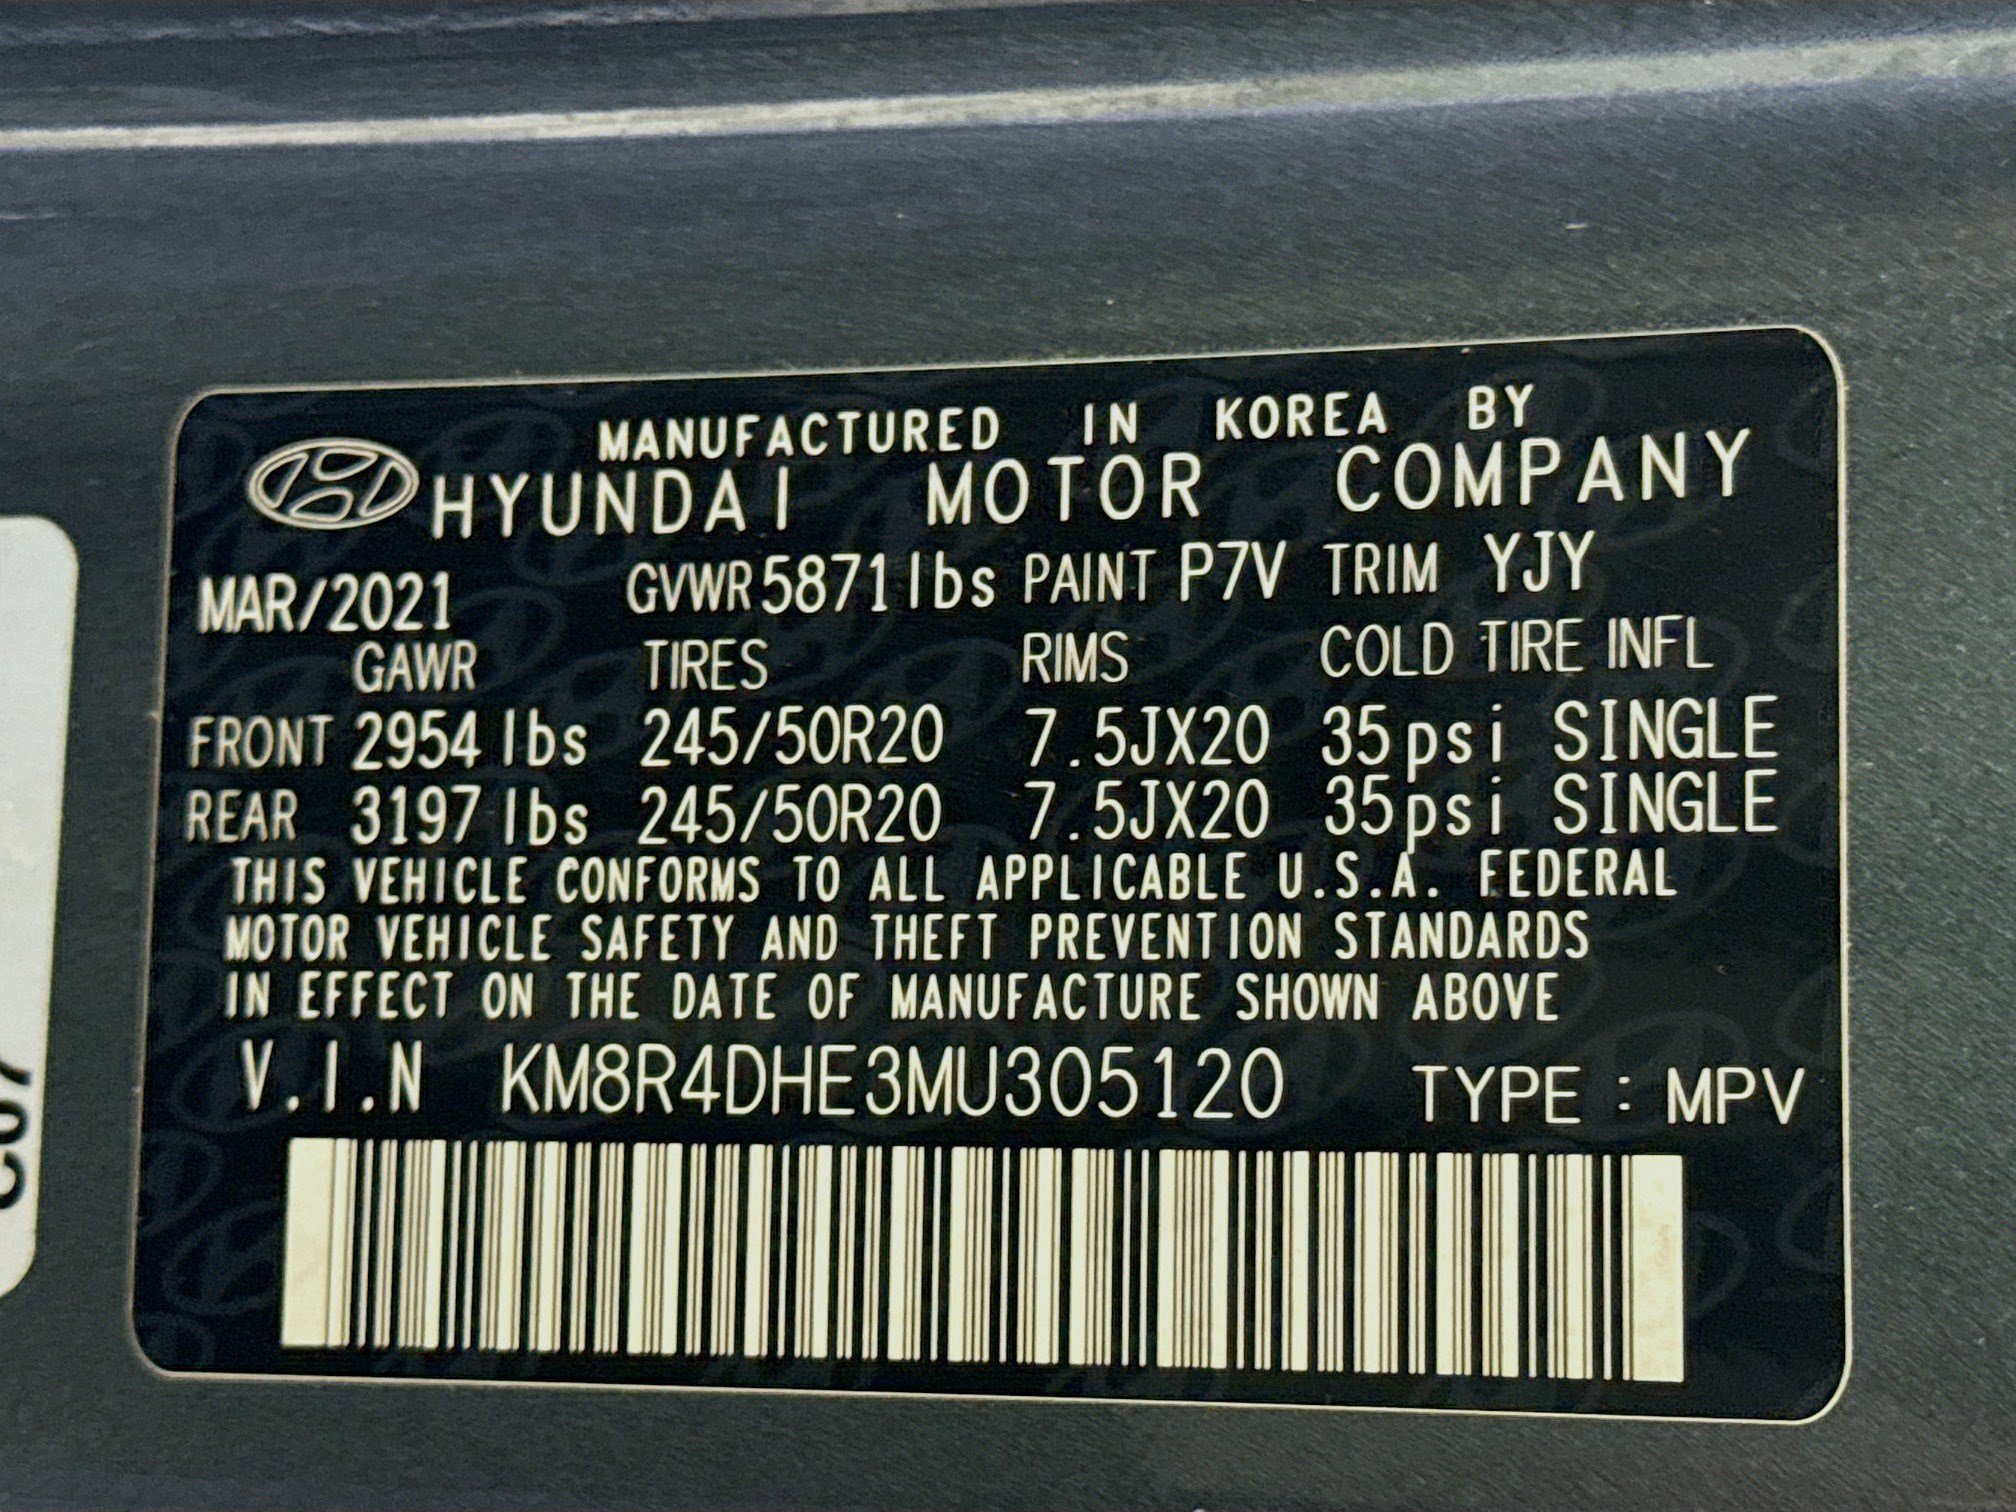 MANUFACTURED IN KOREA BY
HYUNDAI MOTOR COMPANY
MAR/2021 GVWR 5871 lbs PAINT P7V TRIM YJY
GAWR TIRES RIMS COLD TIRE INFL
FRONT 2954 lbs 245/50R20 7.5JX20 35psi SINGLE
REAR 3197 lbs 245/50R20 7.5JX20 35psi SINGLE
THIS VEHICLE CONFORMS TO ALL APPLICABLE U.S.A. FEDERAL
MOTOR VEHICLE SAFETY AND THEFT PREVENTION STANDARDS
IN EFFECT ON THE DATE OF MANUFACTURE SHOWN ABOVE
V.I.N KM8R4DHE3MU305120 TYPE : MPV